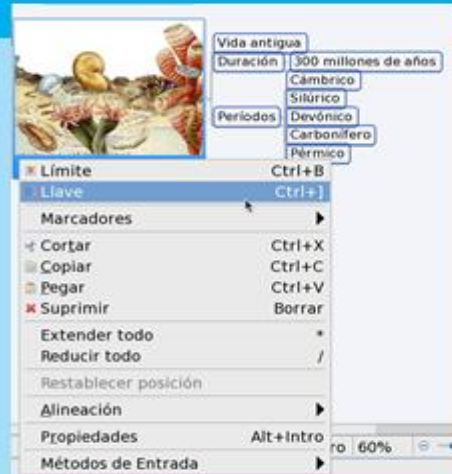 Vida antigua
Duración 300 millones de años
Cámbrico
Silúrico
Períodos Devónico
Carbonífero
Pérmico
Límite Ctrl+B
Llave Ctrl+]
Marcadores
Cortar Ctrl+X
Copiar Ctrl+C
Pegar Ctrl+V
Suprimir Borrar
Extender todo *
Reducir todo /
Restablecer posición
Alineación
Propiedades Alt+Intro
ro 60%
Métodos de Entrada